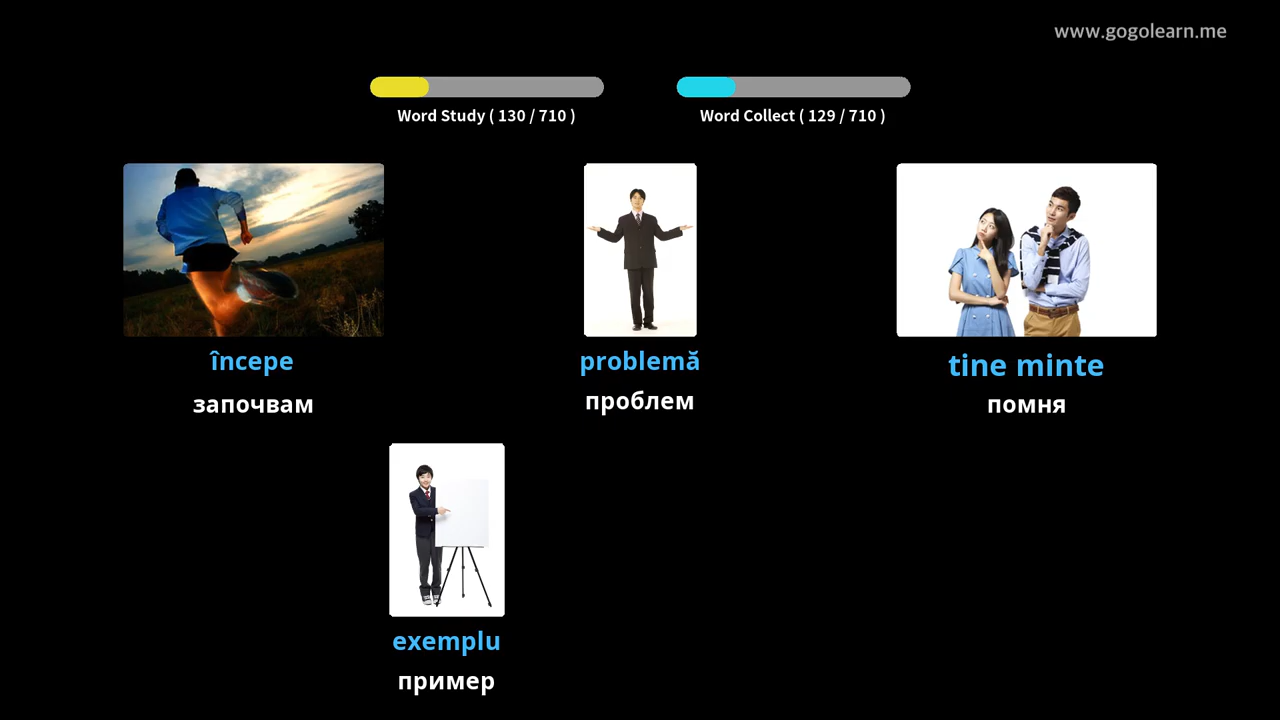 www.gogolearn.me
Word Study ( 130 / 710 )
Word Collect ( 129 / 710 )
începe
problemă
tine minte
започвам
проблем
помня
exemplu
пример